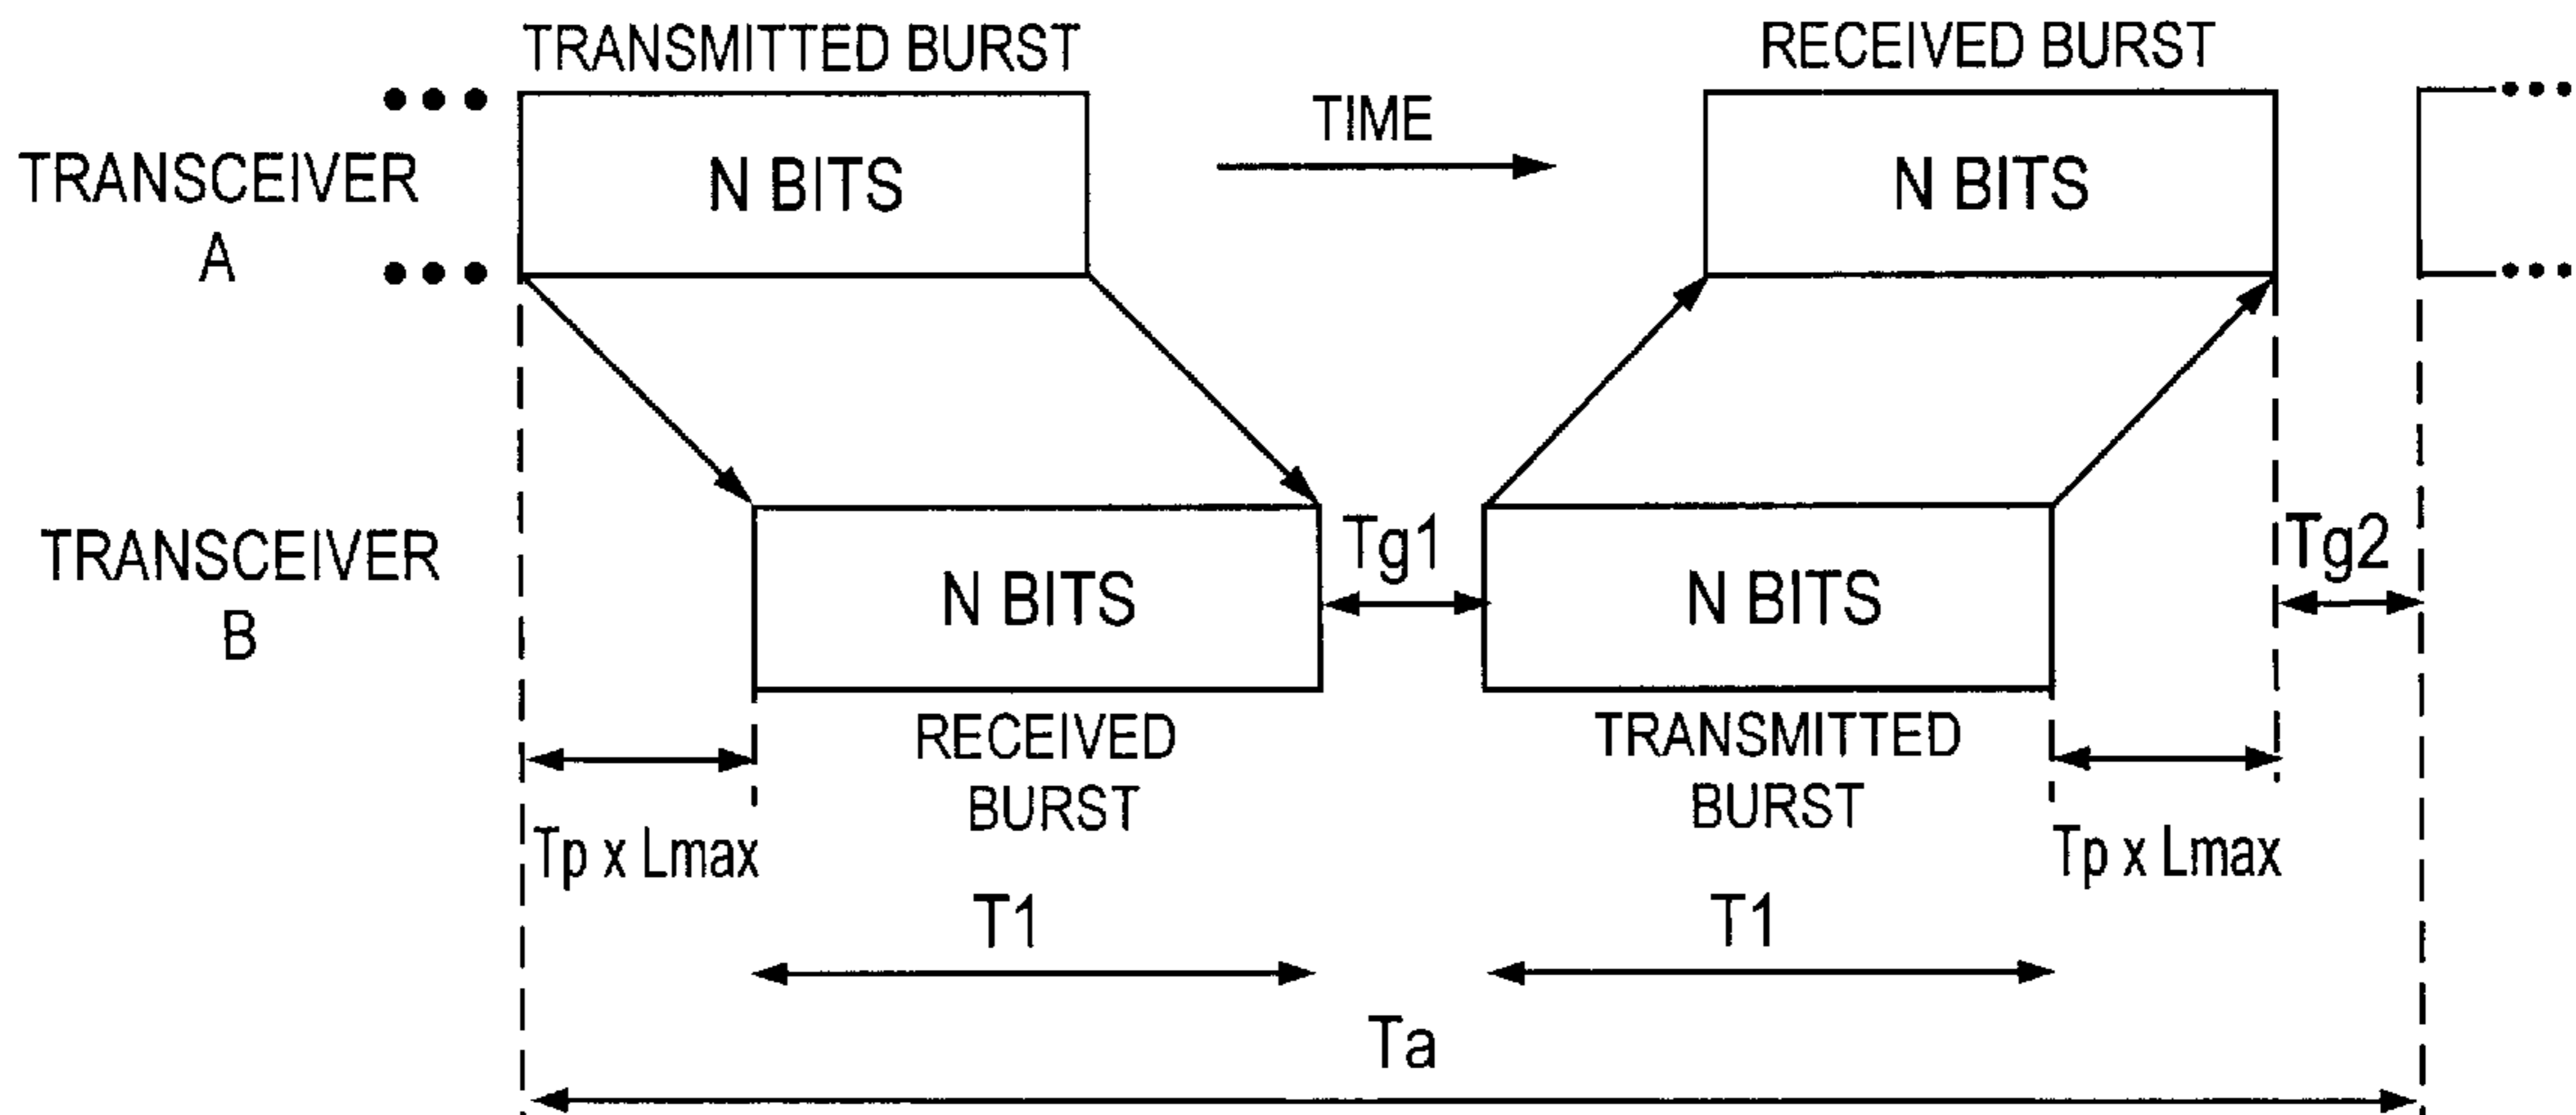 TRANSMITTED BURST
RECEIVED BURST
TIME
TRANSCEIVER
A
N BITS
N BITS
TRANSCEIVER
B
N BITS
Tg1
N BITS
Tg2
RECEIVED
BURST
TRANSMITTED
BURST
Tp x Lmax
Tp x Lmax
T1
T1
Ta